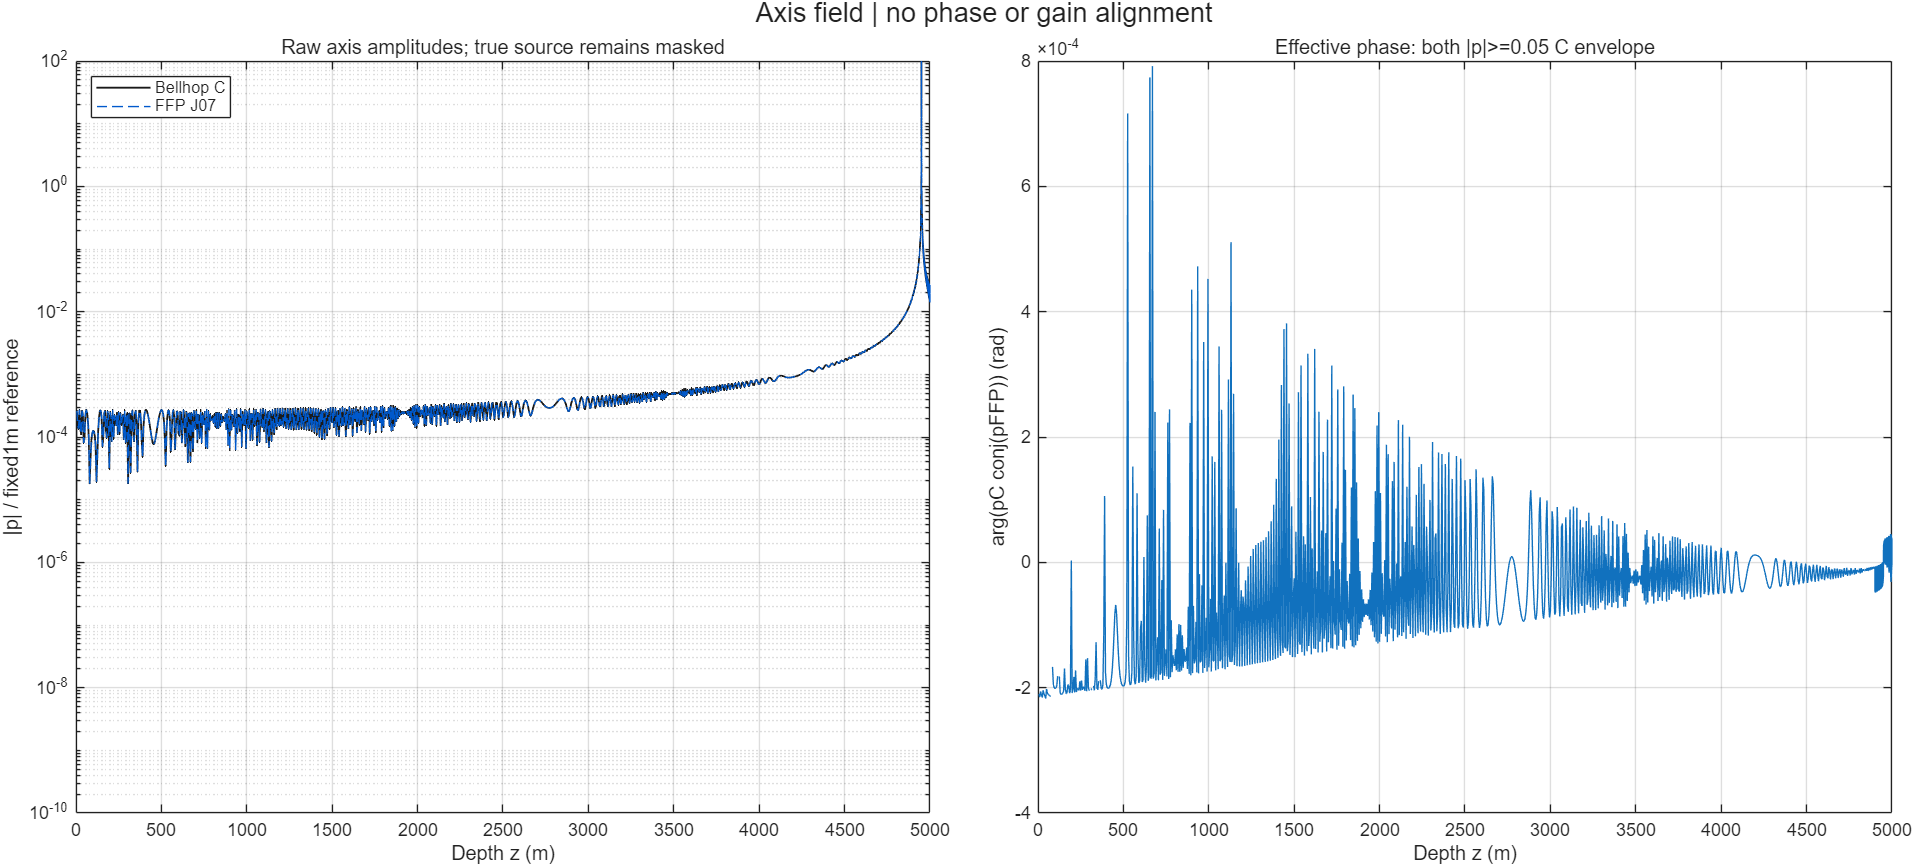 Axis field | no phase or gain alignment
Raw axis amplitudes; true source remains masked
|p| / fixed1m reference
10^2
10^0
10^-2
10^-4
10^-6
10^-8
10^-10
Bellhop C
FFP J07
0 500 1000 1500 2000 2500 3000 3500 4000 4500 5000
Depth z (m)
Effective phase: both |p|>=0.05 C envelope
×10^-4
arg(pC conj(pFFP)) (rad)
8
6
4
2
0
-2
-4
0 500 1000 1500 2000 2500 3000 3500 4000 4500 5000
Depth z (m)